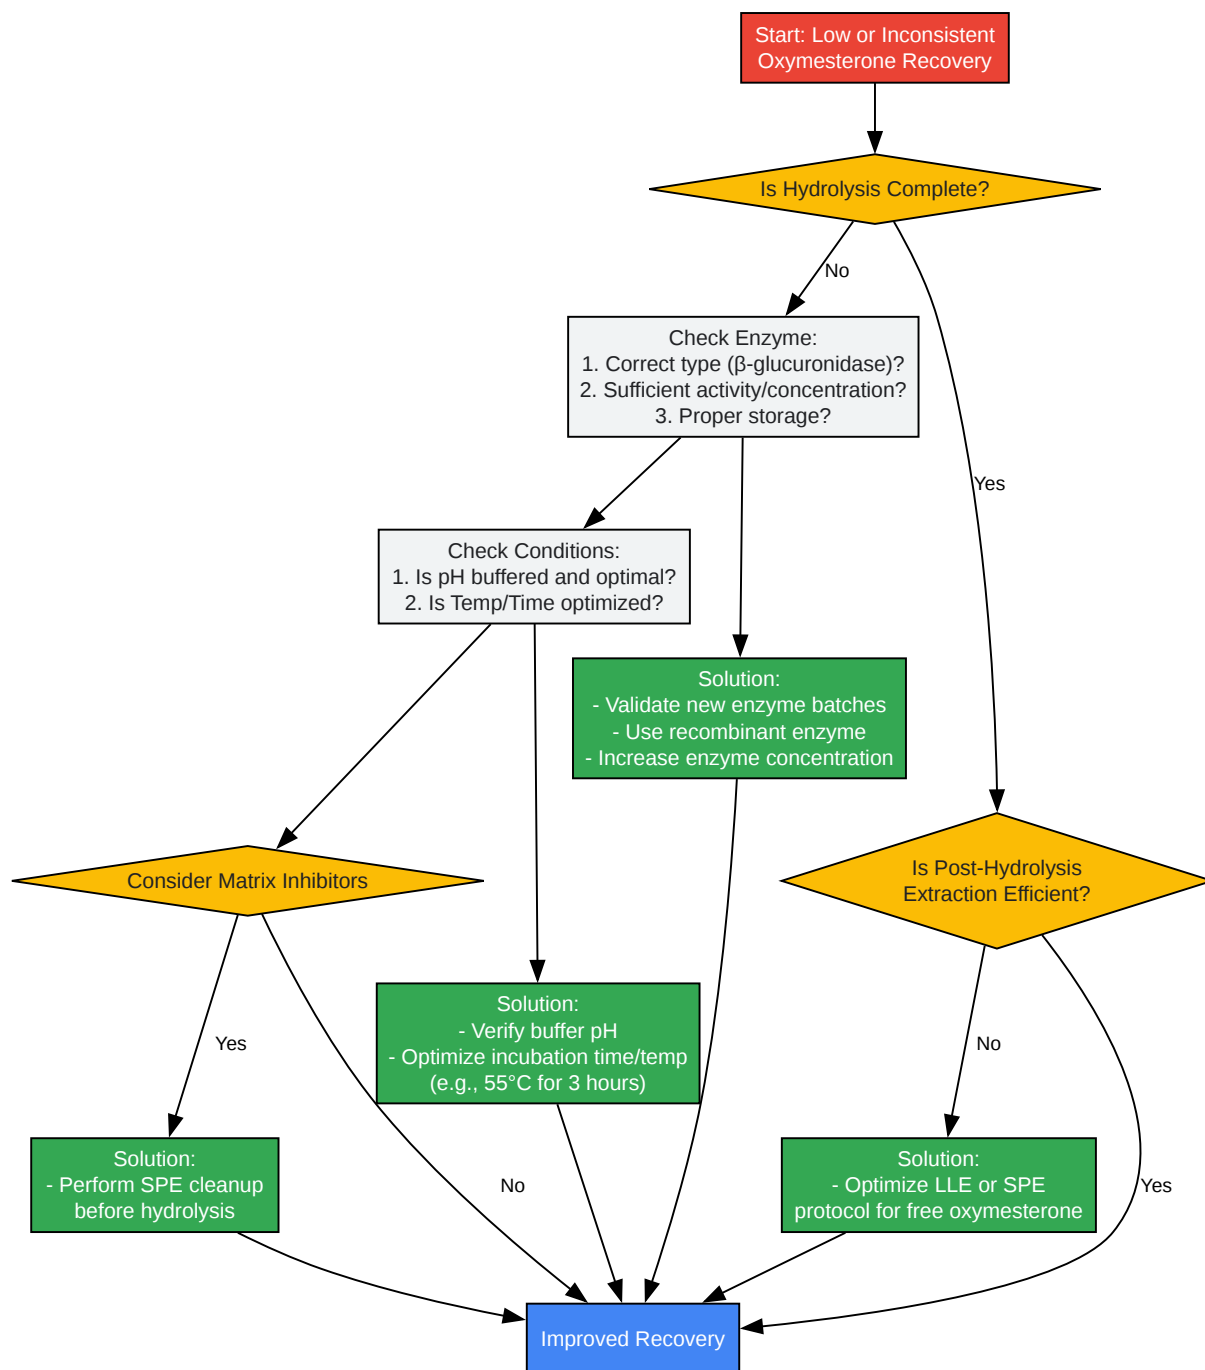 Start: Low or Inconsistent
Oxymesterone Recovery
Is Hydrolysis Complete?
No
Check Enzyme:
1. Correct type (β-glucuronidase)?
2. Sufficient activity/concentration?
3. Proper storage?
Yes
Check Conditions:
1. Is pH buffered and optimal?
2. Is Temp/Time optimized?
Solution:
- Validate new enzyme batches
- Use recombinant enzyme
- Increase enzyme concentration
Consider Matrix Inhibitors
Is Post-Hydrolysis
Extraction Efficient?
Solution:
- Verify buffer pH
- Optimize incubation time/temp
(e.g., 55°C for 3 hours)
Yes
No
Solution:
- Perform SPE cleanup
before hydrolysis
No
Solution:
- Optimize LLE or SPE
protocol for free oxymesterone
Yes
Improved Recovery